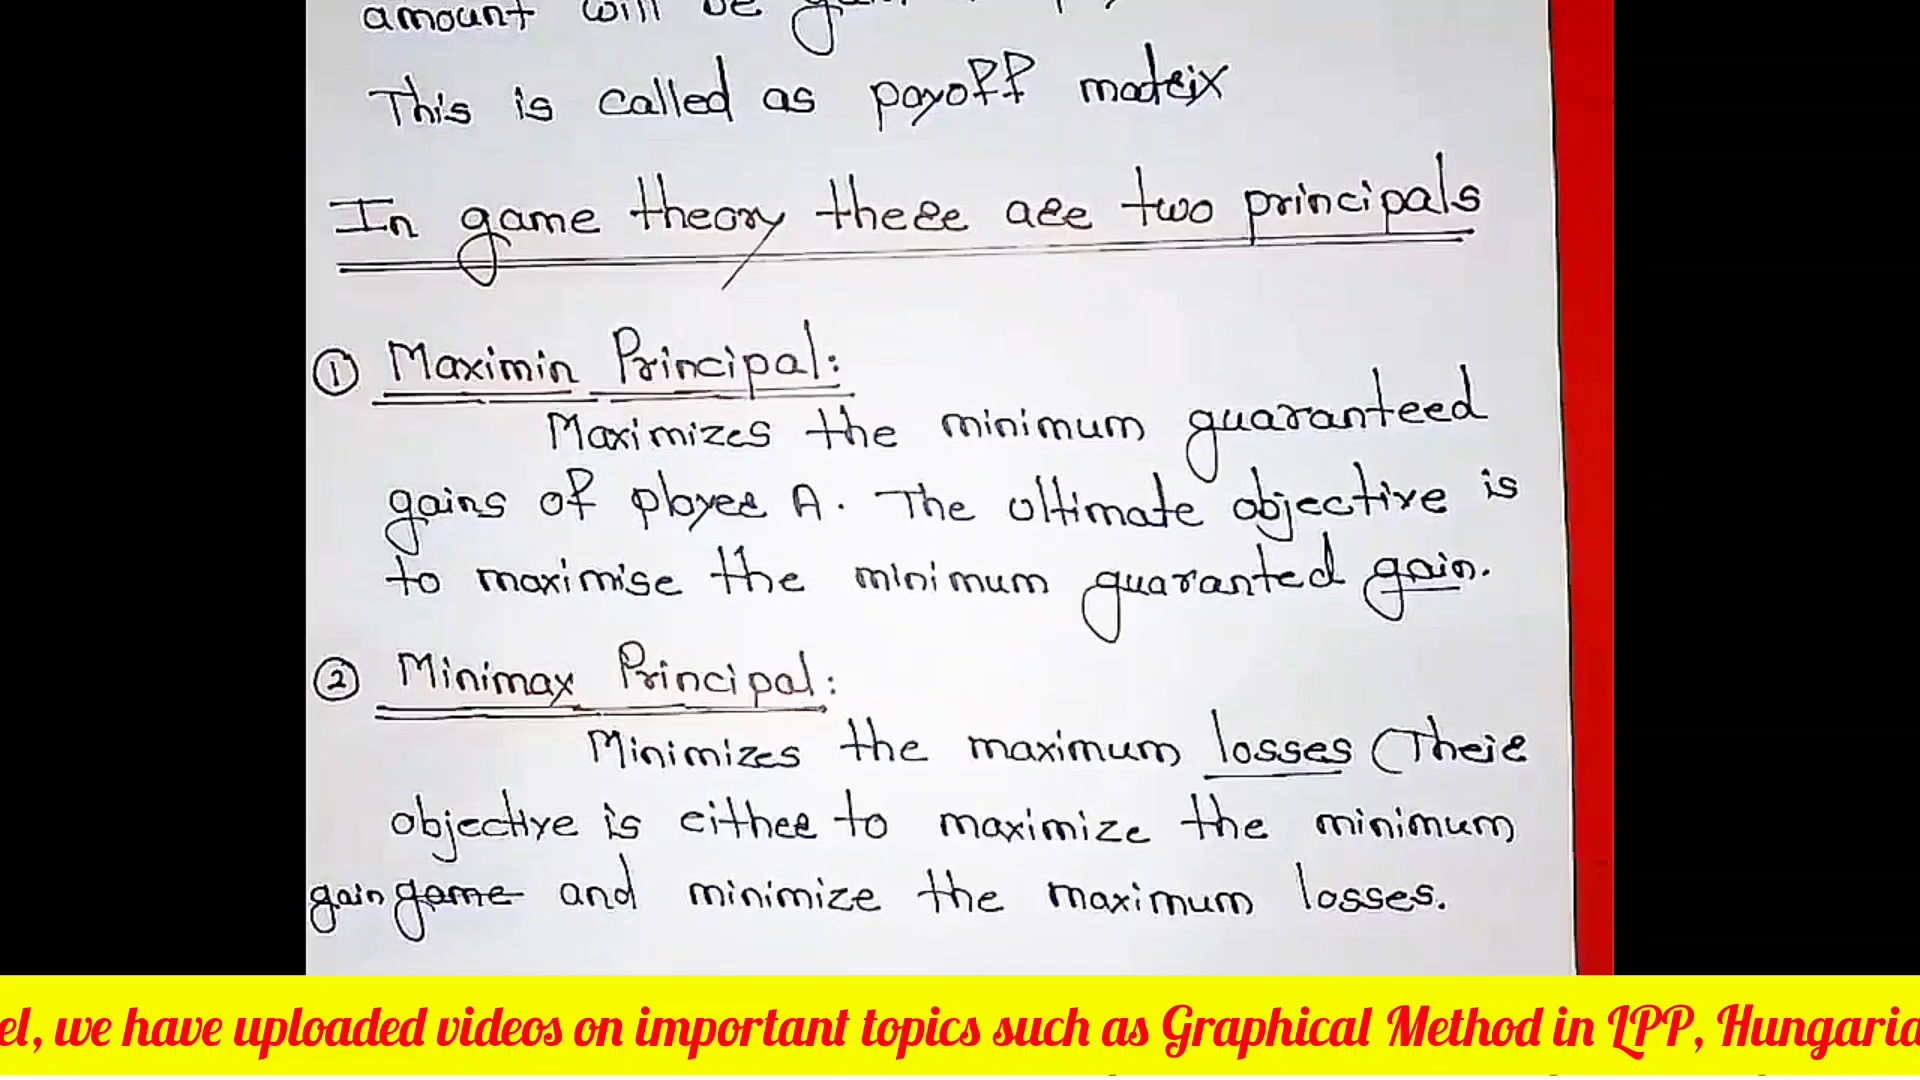 amount will be
This is called as payoff matrix
In game theory there are two principals
① Maximin Principal:
Maximizes the minimum guaranteed
gains of player A. The ultimate objective is
to maximise the minimum guaranted gain.
② Minimax Principal:
Minimizes the maximum losses (Their
objective is either to maximize the minimum
gain game and minimize the maximum losses.
el, we have uploaded videos on important topics such as Graphical Method in LPP, Hungaria